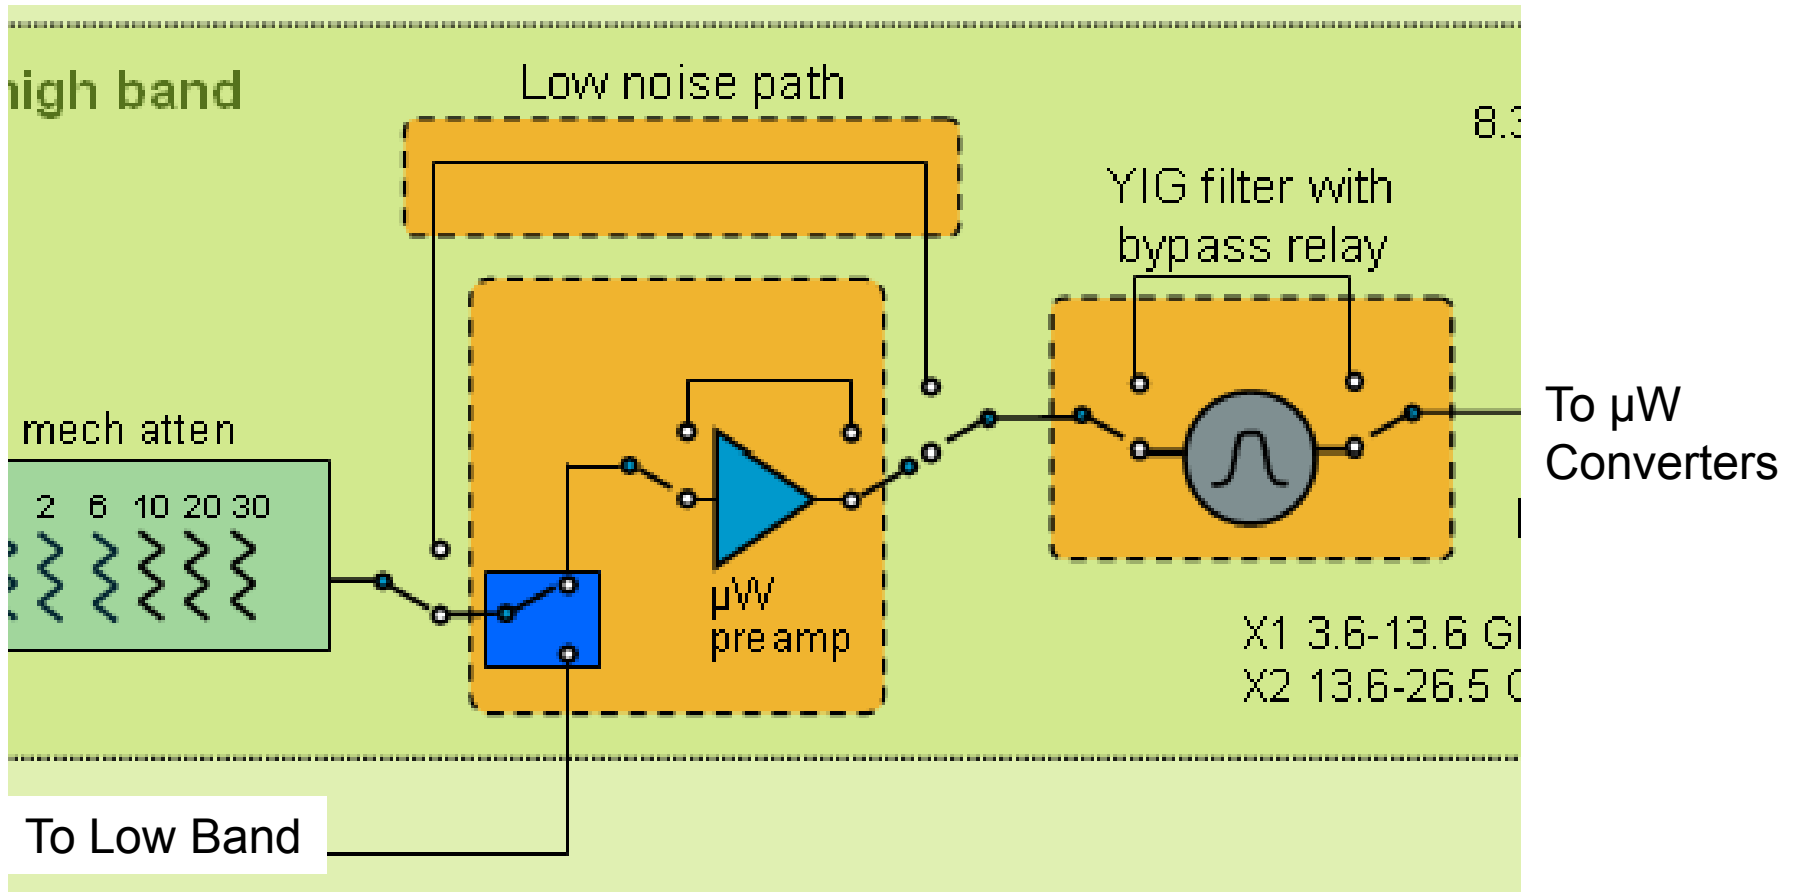 high band
Low noise path
8.3
YIG filter with
bypass relay
mech atten
2 6 10 20 30
To µW
Converters
µW
preamp
X1 3.6-13.6 G
X2 13.6-26.5
To Low Band